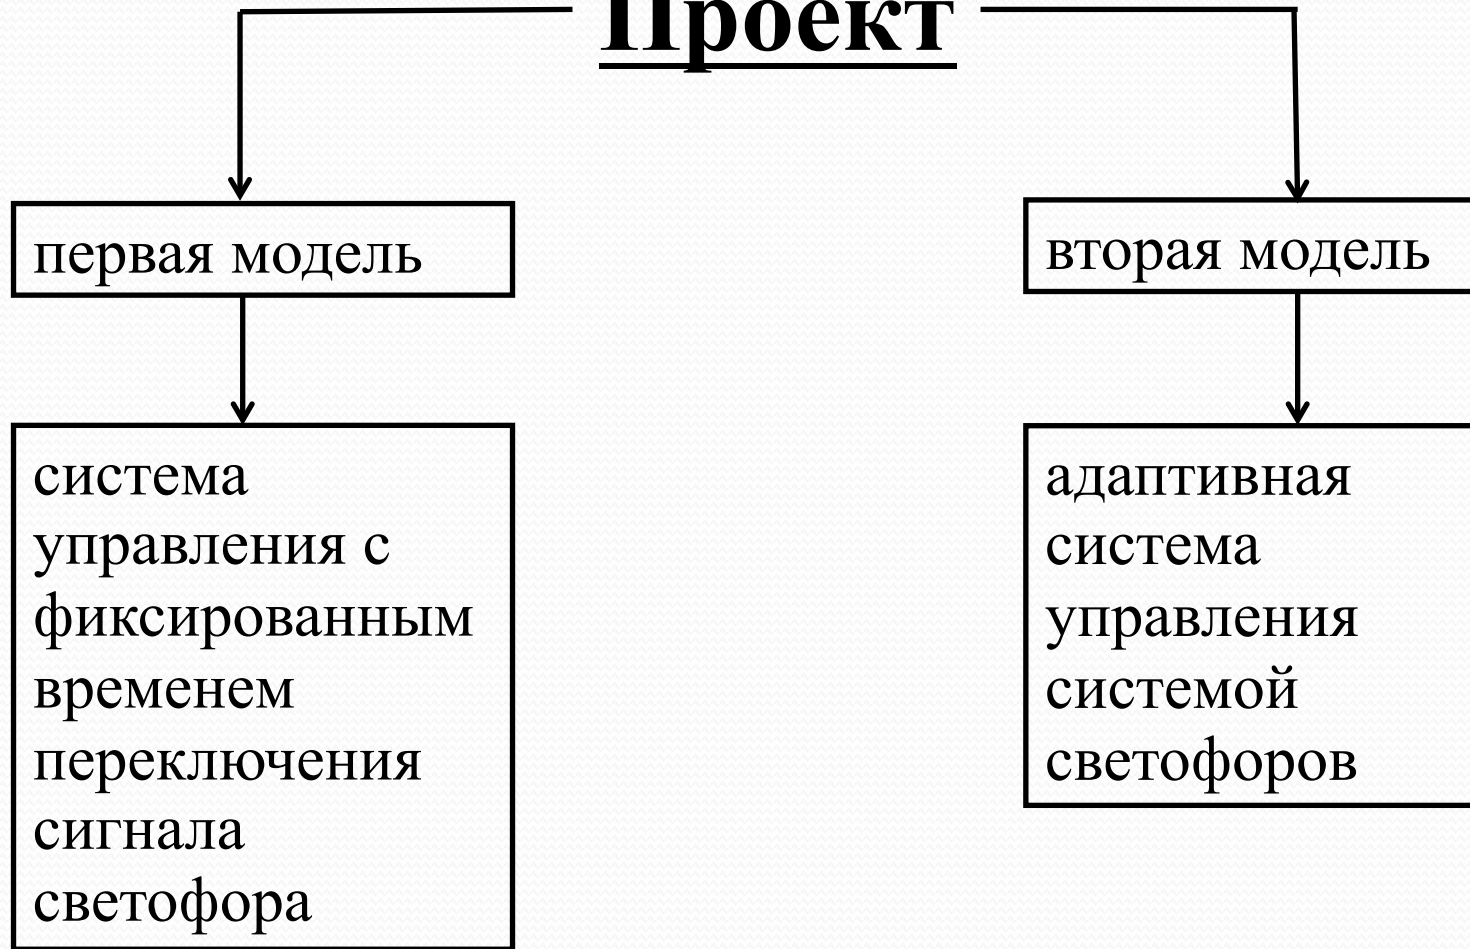 Проект
первая модель
вторая модель
система
управления с
фиксированным
временем
переключения
сигнала
светофора
адаптивная
система
управления
системой
светофоров